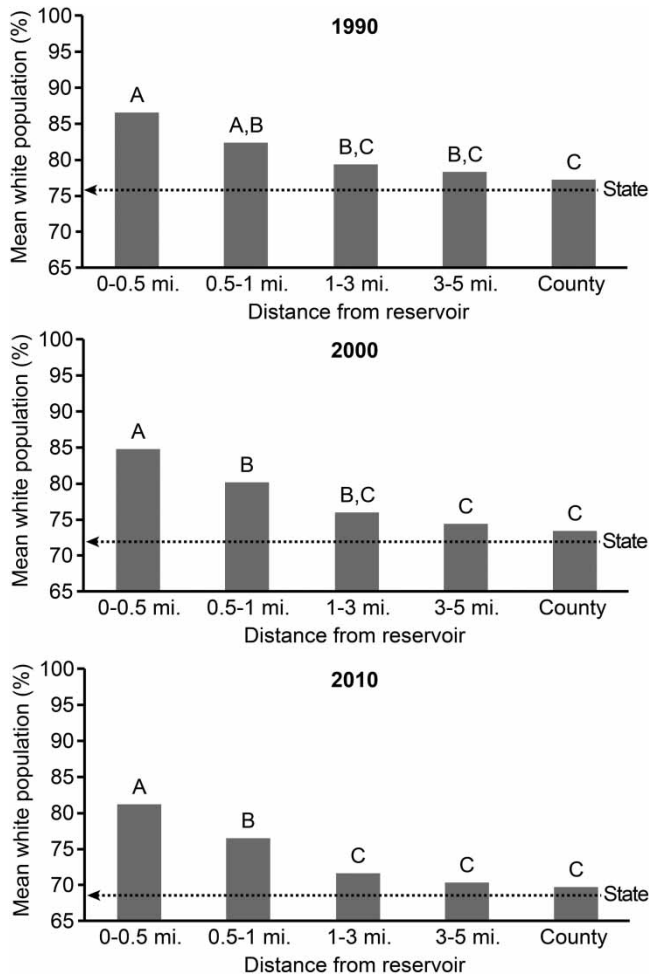 1990
Mean white population (%)
100
95
90
85
80
75
70
65
A
A,B
B,C
B,C
C
State
0-0.5 mi.
0.5-1 mi.
1-3 mi.
3-5 mi.
County
Distance from reservoir
2000
Mean white population (%)
100
95
90
85
80
75
70
65
A
B
B,C
C
C
State
0-0.5 mi.
0.5-1 mi.
1-3 mi.
3-5 mi.
County
Distance from reservoir
2010
Mean white population (%)
100
95
90
85
80
75
70
65
A
B
C
C
C
State
0-0.5 mi.
0.5-1 mi.
1-3 mi.
3-5 mi.
County
Distance from reservoir